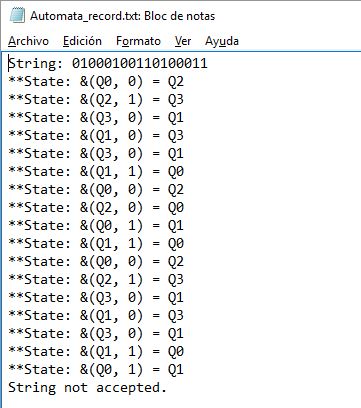 Automata_record.txt: Bloc de notas
Archivo Edición Formato Ver Ayuda
String: 01000100110100011
**State: &(Q0, 0) = Q2
**State: &(Q2, 1) = Q3
**State: &(Q3, 0) = Q1
**State: &(Q1, 0) = Q3
**State: &(Q3, 0) = Q1
**State: &(Q1, 1) = Q0
**State: &(Q0, 0) = Q2
**State: &(Q2, 0) = Q0
**State: &(Q0, 1) = Q1
**State: &(Q1, 1) = Q0
**State: &(Q0, 0) = Q2
**State: &(Q2, 1) = Q3
**State: &(Q3, 0) = Q1
**State: &(Q1, 0) = Q3
**State: &(Q3, 0) = Q1
**State: &(Q1, 1) = Q0
**State: &(Q0, 1) = Q1
String not accepted.